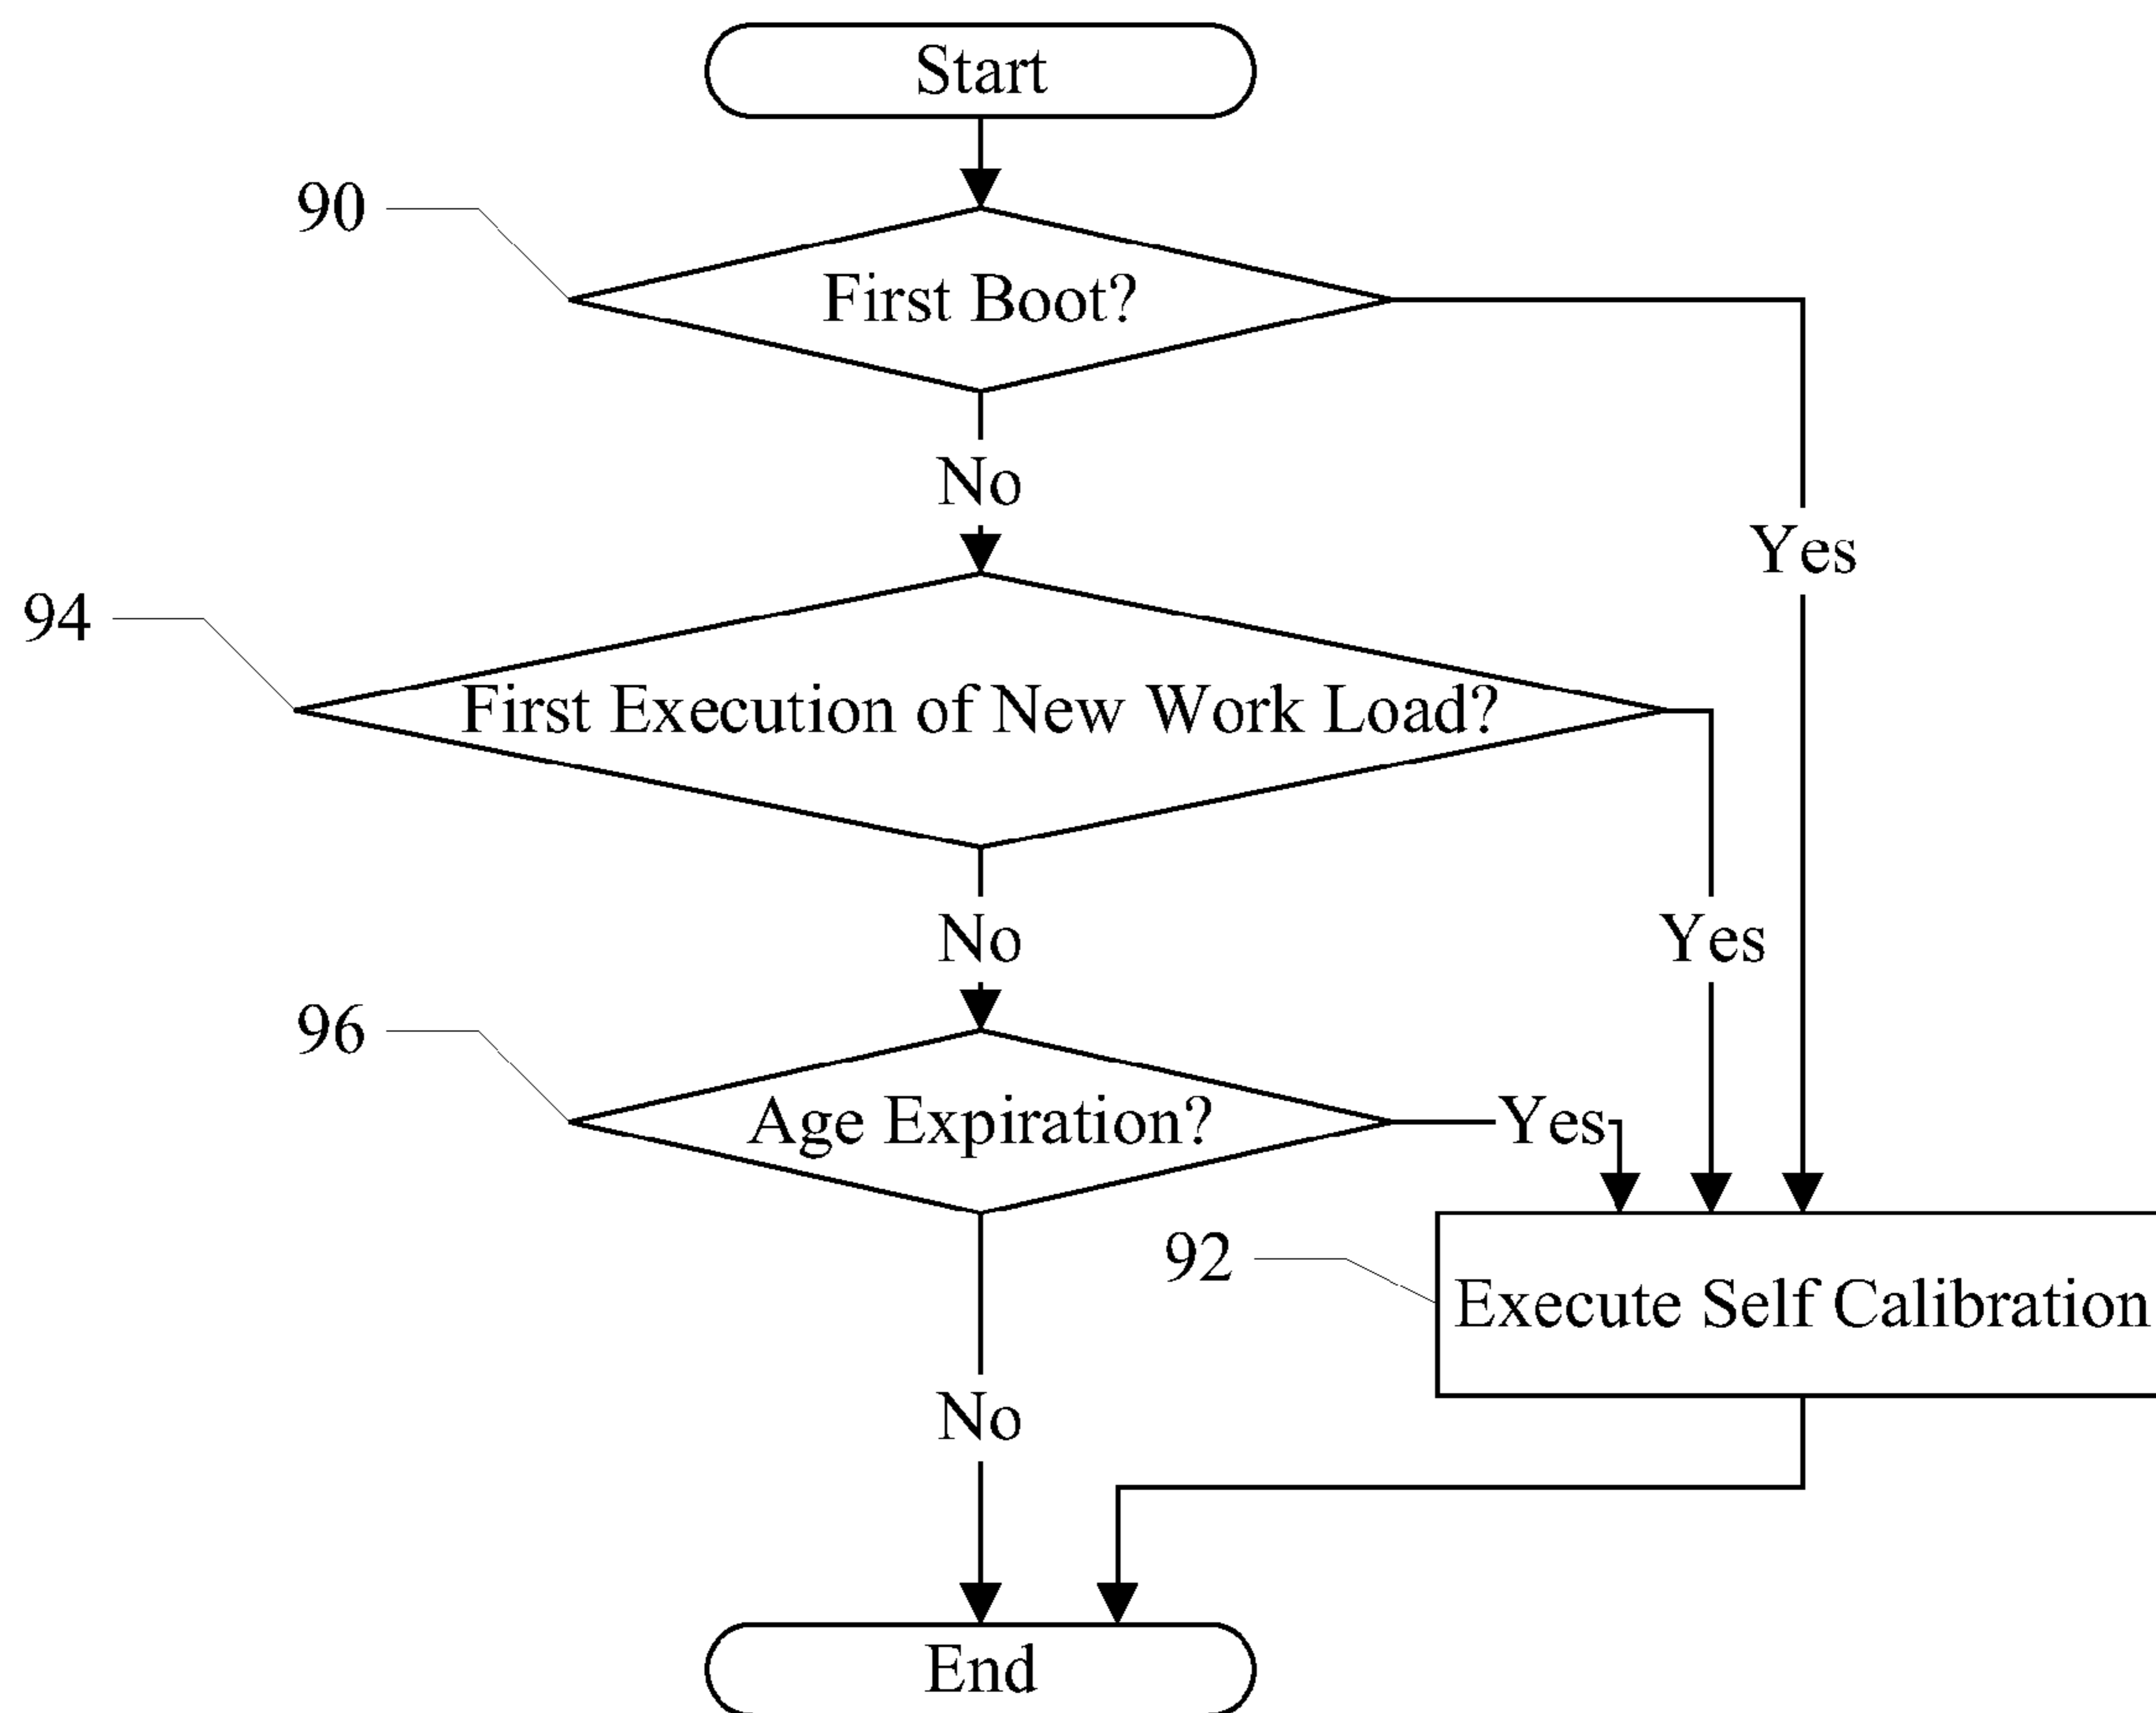 Start
90
First Boot?
No
Yes
94
First Execution of New Work Load?
No
Yes
96
Age Expiration?
Yes
92
Execute Self Calibration
No
End